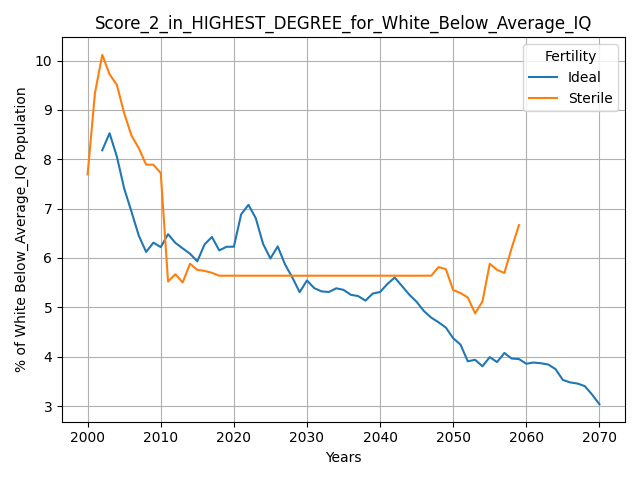 Score_2_in_HIGHEST_DEGREE_for_White_Below_Average_IQ
% of White Below_Average_IQ Population
10
9
8
7
6
5
4
3
Fertility
Ideal
Sterile
2000 2010 2020 2030 2040 2050 2060 2070
Years